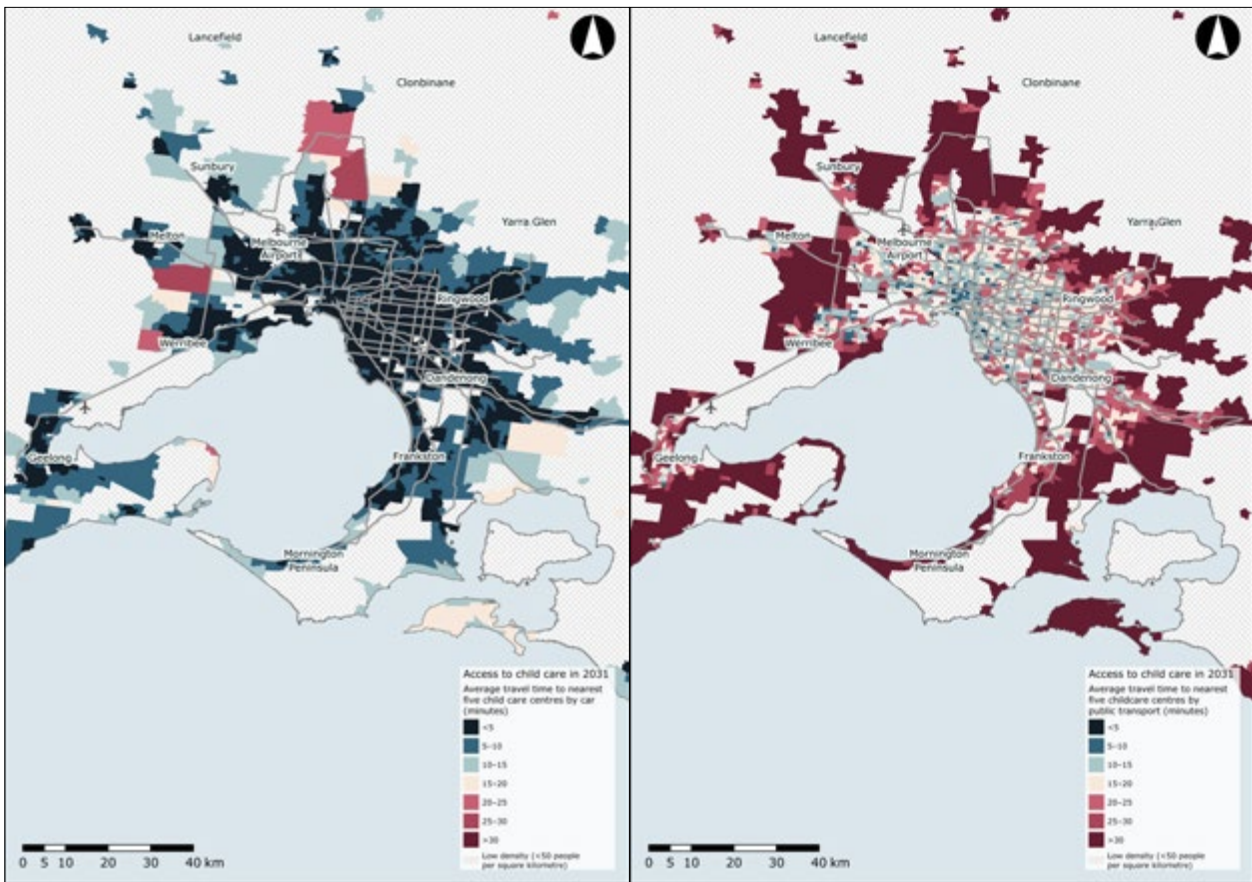 Lancefield
Clonbinane
Sunbury
Yarra Glen
Melton
Melbourne
Airport
Ringwood
Werribee
Dandenong
Geelong
Frankston
Mornington
Peninsula
Access to child care in 2031
Average travel time to nearest
five child care centres by car
(minutes)
<5
5-10
10-15
15-20
20-25
25-30
>30
Low density (<50 people
per square kilometre)
0 5 10 20 30 40 km
Lancefield
Clonbinane
Sunbury
Yarra Glen
Melton
Melbourne
Airport
Ringwood
Werribee
Dandenong
Geelong
Frankston
Mornington
Peninsula
Access to child care in 2031
Average travel time to nearest
five childcare centres by
public transport (minutes)
<5
5-10
10-15
15-20
20-25
25-30
>30
Low density (<50 people
per square kilometre)
0 5 10 20 30 40 km